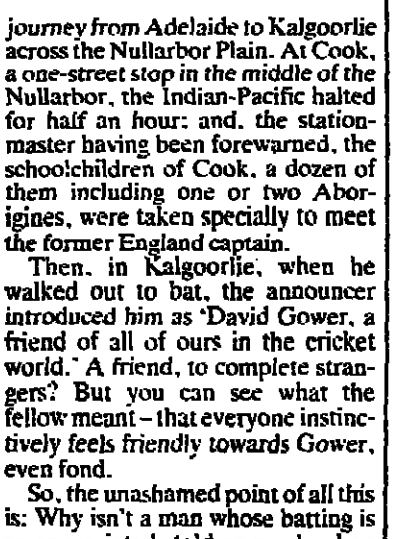 journey from Adelaide to Kalgoorlie
across the Nullarbor Plain. At Cook,
a one-street stop in the middle of the
Nullarbor, the Indian-Pacific halted
for half an hour; and, the station-
master having been forewarned, the
schoolchildren of Cook, a dozen of
them including one or two Abor-
igines, were taken specially to meet
the former England captain.
Then, in Kalgoorlie, when he
walked out to bat, the announcer
introduced him as 'David Gower, a
friend of all of ours in the cricket
world.' A friend, to complete stran-
gers? But you can see what the
fellow meant – that everyone instinc-
tively feels friendly towards Gower,
even fond.
So, the unashamed point of all this
is: Why isn't a man whose batting is